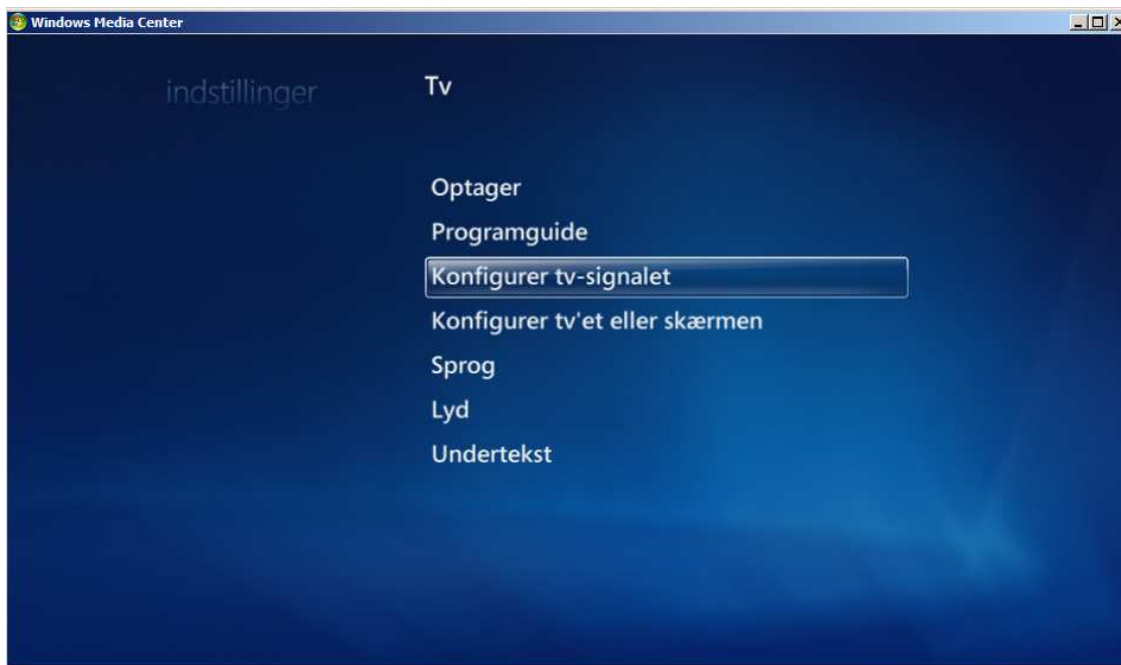 Windows Media Center
indstillinger
Tv
Optager
Programguide
Konfigurer tv-signalet
Konfigurer tv'et eller skærmen
Sprog
Lyd
Undertekst